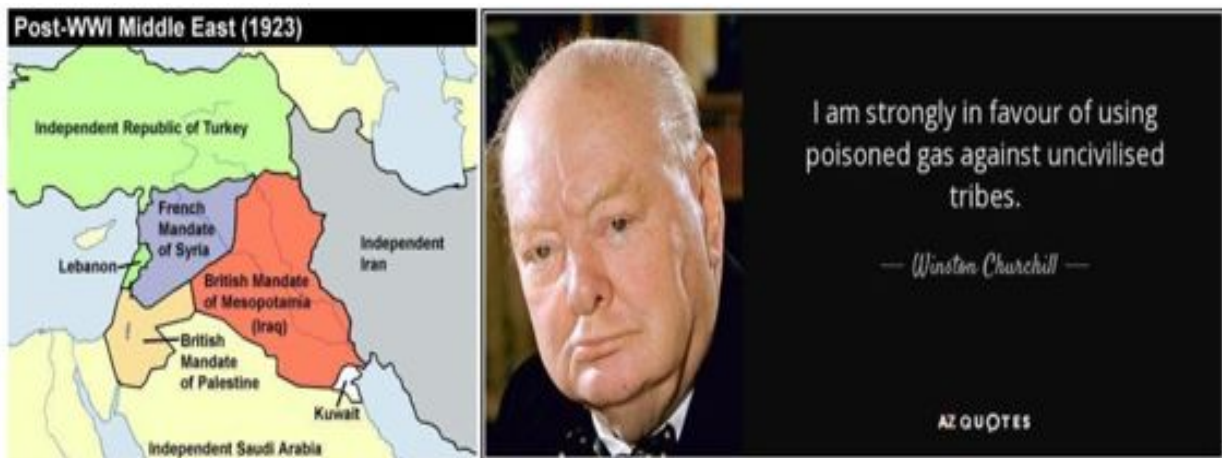 Post-WWI Middle East (1923)
Independent Republic of Turkey
French
Mandate
of Syria
Lebanon
Independent
Iran
British Mandate
of Mesopotamia
(Iraq)
British
Mandate
of Palestine
Kuwait
Independent Saudi Arabia
I am strongly in favour of using
poisoned gas against uncivilised
tribes.
— Winston Churchill —
AZ QUOTES